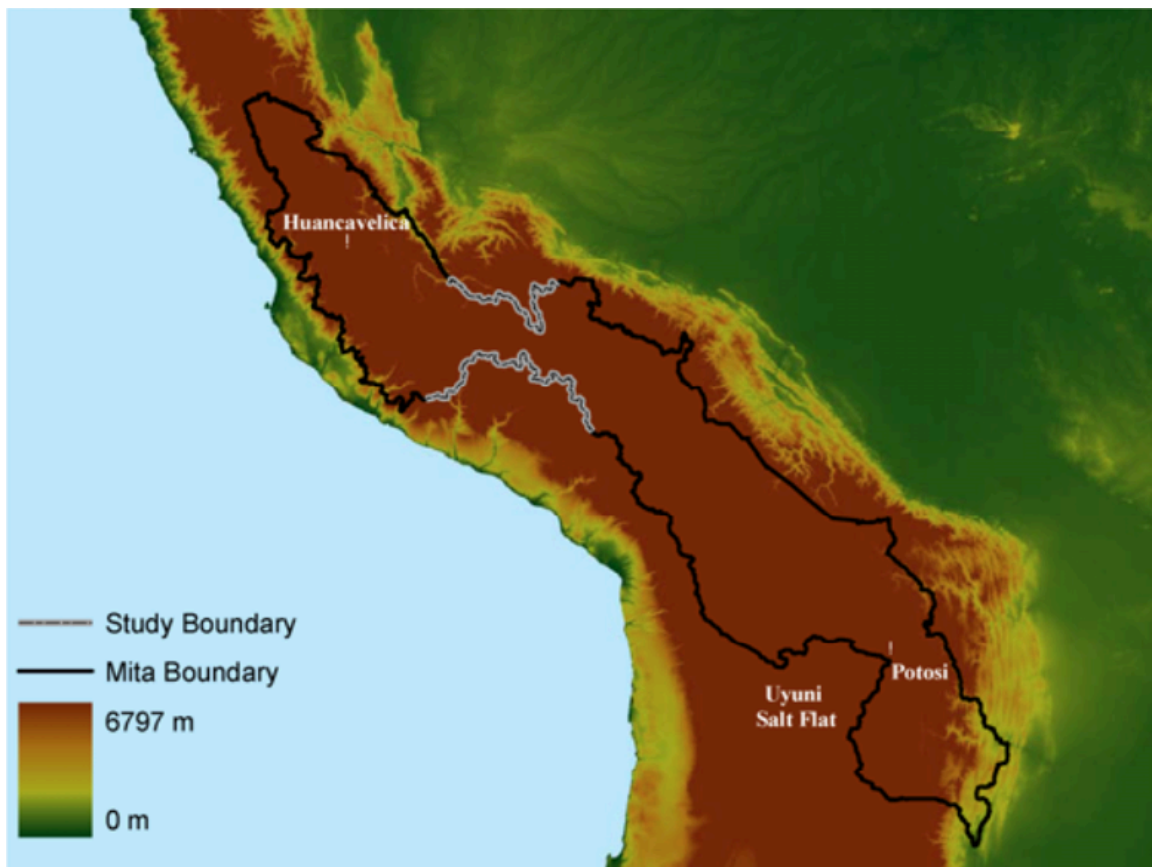 Huancavelica
Study Boundary
Mita Boundary
6797 m
0 m
Potosi
Uyuni
Salt Flat